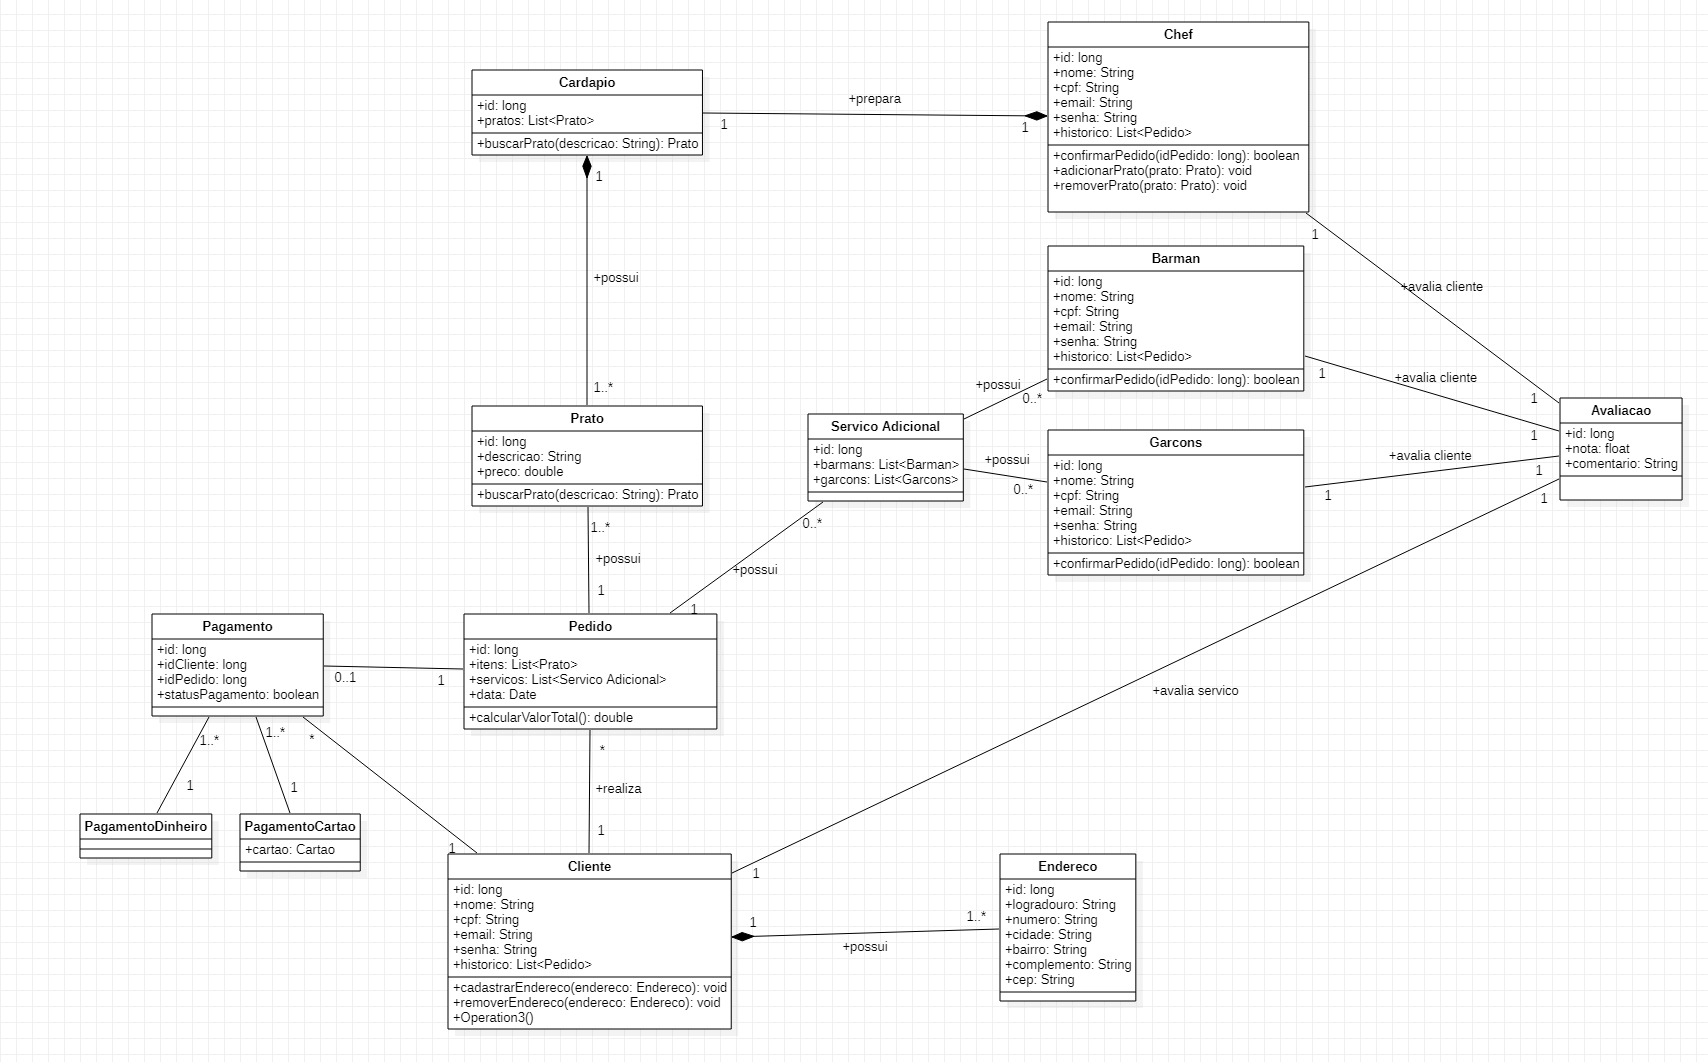 Chef
+id: long
+nome: String
+cpf: String
+email: String
+senha: String
+historico: List<Pedido>
+confirmarPedido(idPedido: long): boolean
+adicionarPrato(prato: Prato): void
+removerPrato(prato: Prato): void
Cardapio
+id: long
+pratos: List<Prato>
+buscarPrato(descricao: String): Prato
+prepara
1
1
1
+possui
1..*
1
+avalia cliente
1
Barman
+id: long
+nome: String
+cpf: String
+email: String
+senha: String
+historico: List<Pedido>
+confirmarPedido(idPedido: long): boolean
1
+avalia cliente
1
Prato
+id: long
+descricao: String
+preco: double
+buscarPrato(descricao: String): Prato
Servico Adicional
+id: long
+barmans: List<Barman>
+garcons: List<Garcons>
+possui
0..*
+possui
0..*
Garcons
+id: long
+nome: String
+cpf: String
+email: String
+senha: String
+historico: List<Pedido>
+confirmarPedido(idPedido: long): boolean
+avalia cliente
1
1
Avaliacao
+id: long
+nota: float
+comentario: String
1
1..*
+possui
1
0..*
+possui
1
Pagamento
+id: long
+idCliente: long
+idPedido: long
+statusPagamento: boolean
0..1
1
Pedido
+id: long
+itens: List<Prato>
+servicos: List<Servico Adicional>
+data: Date
+calcularValorTotal(): double
+avalia servico
1..*
1
1..*
1
*
1
*
+realiza
1
PagamentoDinheiro
PagamentoCartao
+cartao: Cartao
Cliente
+id: long
+nome: String
+cpf: String
+email: String
+senha: String
+historico: List<Pedido>
+cadastrarEndereco(endereco: Endereco): void
+removerEndereco(endereco: Endereco): void
+Operation3()
1
1
1..*
+possui
Endereco
+id: long
+logradouro: String
+numero: String
+cidade: String
+bairro: String
+complemento: String
+cep: String